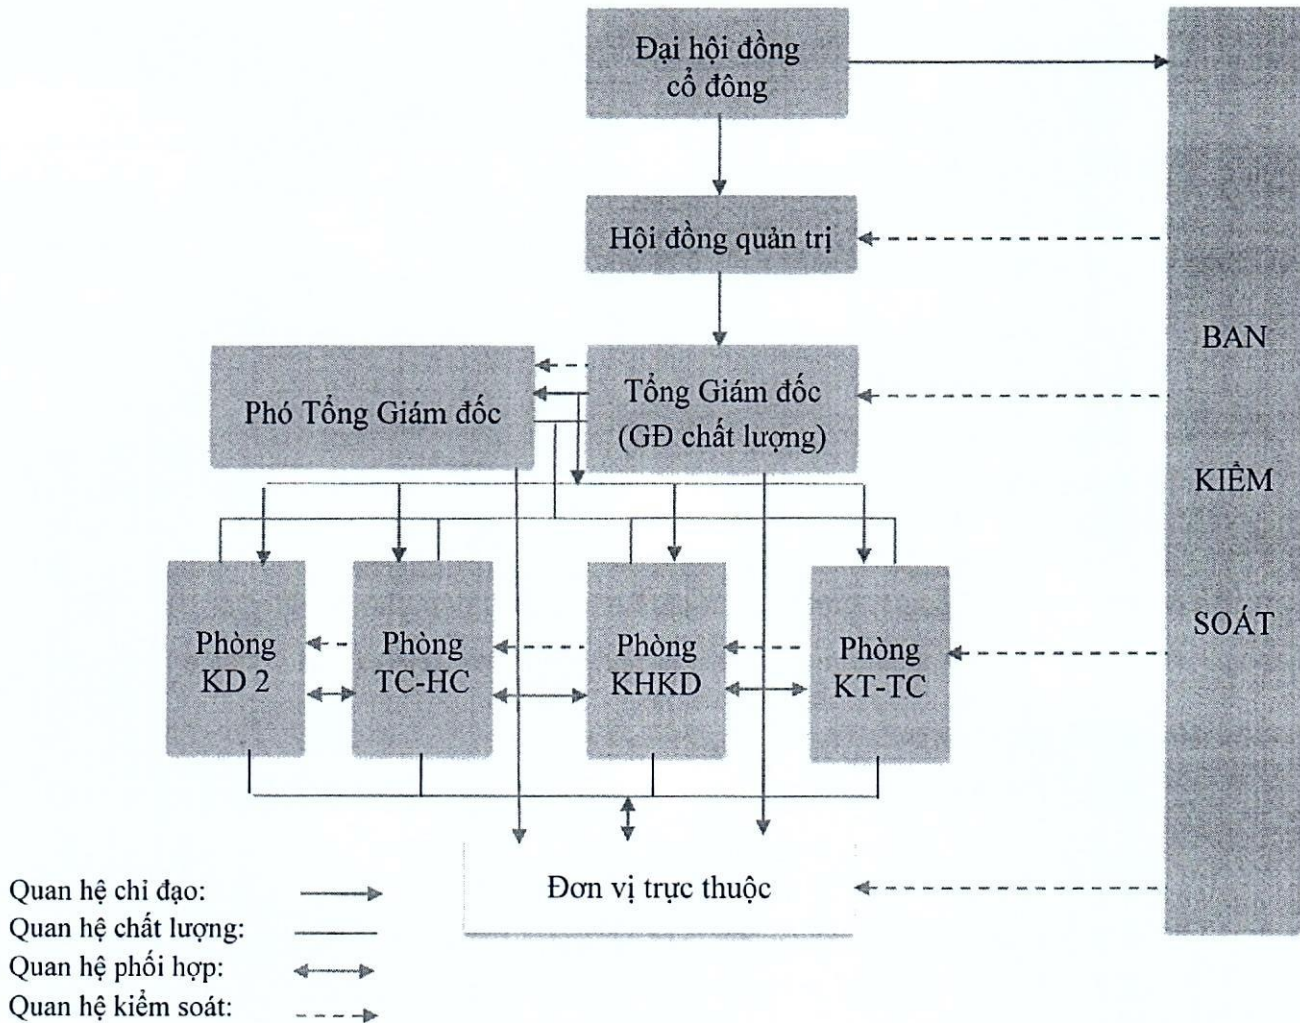 Đại hội đồng
cổ đông
Hội đồng quản trị
BAN
KIỂM
SOÁT
Phó Tổng Giám đốc
Tổng Giám đốc
(GĐ chất lượng)
Phòng
KD 2
Phòng
TC-HC
Phòng
KHKD
Phòng
KT-TC
Đơn vị trực thuộc
Quan hệ chỉ đạo:
Quan hệ chất lượng:
Quan hệ phối hợp:
Quan hệ kiểm soát: